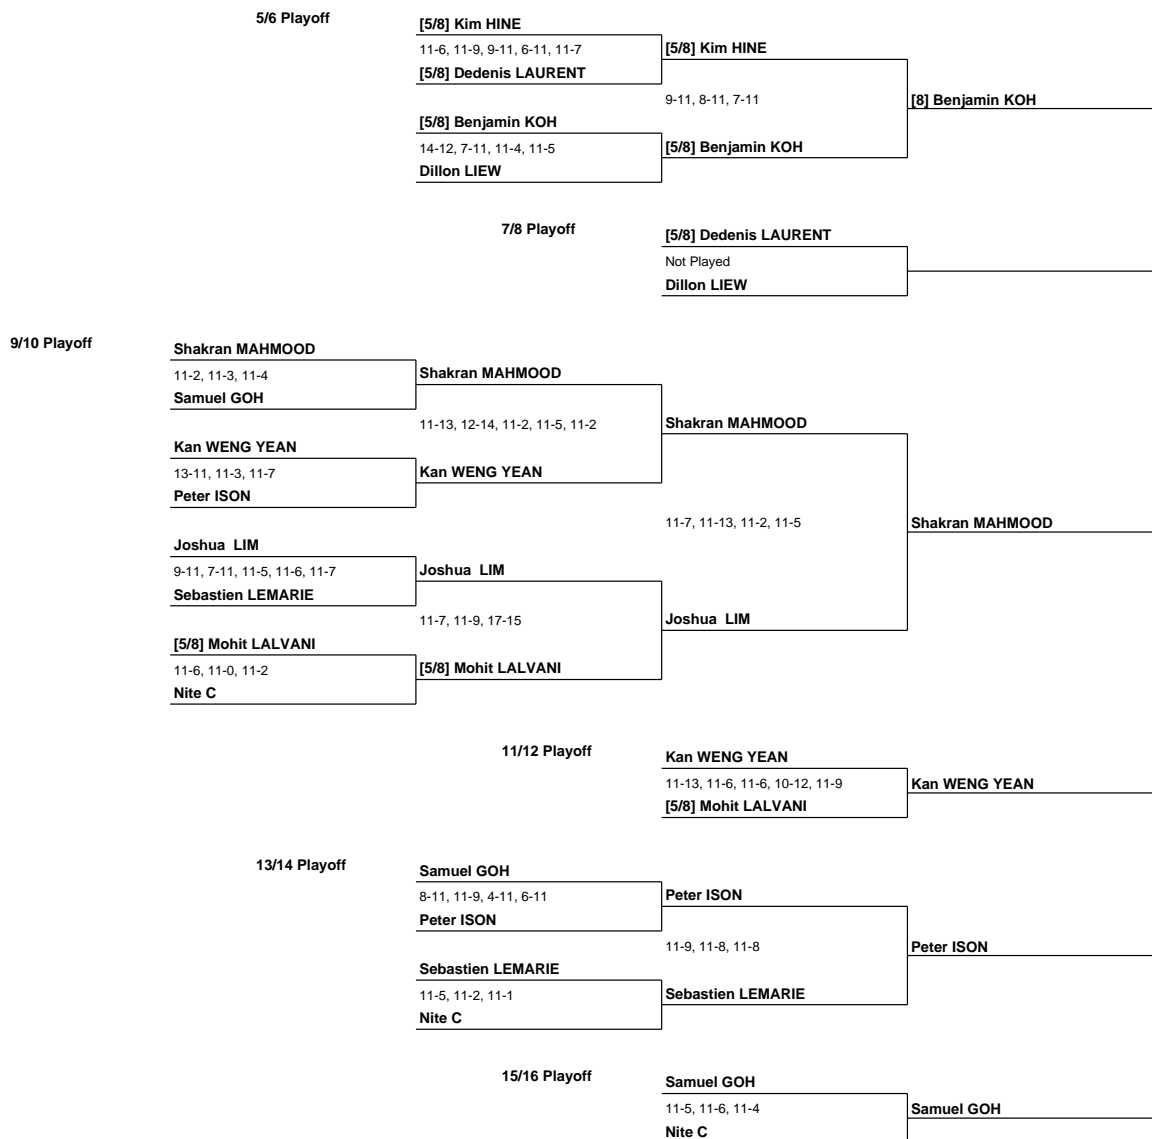 5/6 Playoff
[5/8] Kim HINE
11-6, 11-9, 9-11, 6-11, 11-7
[5/8] Kim HINE
[5/8] Dedenis LAURENT
9-11, 8-11, 7-11
[8] Benjamin KOH
[5/8] Benjamin KOH
14-12, 7-11, 11-4, 11-5
[5/8] Benjamin KOH
Dillon LIEW
7/8 Playoff
[5/8] Dedenis LAURENT
Not Played
Dillon LIEW
9/10 Playoff
Shakran MAHMOOD
11-2, 11-3, 11-4
Shakran MAHMOOD
Samuel GOH
11-13, 12-14, 11-2, 11-5, 11-2
Shakran MAHMOOD
Kan WENG YEAN
13-11, 11-3, 11-7
Kan WENG YEAN
Peter ISON
11-7, 11-13, 11-2, 11-5
Shakran MAHMOOD
Joshua  LIM
9-11, 7-11, 11-5, 11-6, 11-7
Joshua  LIM
Sebastien LEMARIE
11-7, 11-9, 17-15
Joshua  LIM
[5/8] Mohit LALVANI
11-6, 11-0, 11-2
[5/8] Mohit LALVANI
Nite C
11/12 Playoff
Kan WENG YEAN
11-13, 11-6, 11-6, 10-12, 11-9
Kan WENG YEAN
[5/8] Mohit LALVANI
13/14 Playoff
Samuel GOH
8-11, 11-9, 4-11, 6-11
Peter ISON
Peter ISON
11-9, 11-8, 11-8
Peter ISON
Sebastien LEMARIE
11-5, 11-2, 11-1
Sebastien LEMARIE
Nite C
15/16 Playoff
Samuel GOH
11-5, 11-6, 11-4
Samuel GOH
Nite C